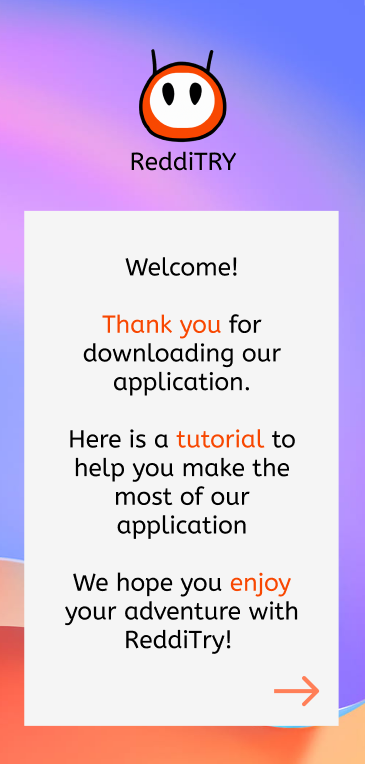 ReddiTRY
Welcome!
Thank you for
downloading our
application.
Here is a tutorial to
help you make the
most of our
application
We hope you enjoy
your adventure with
ReddiTry!